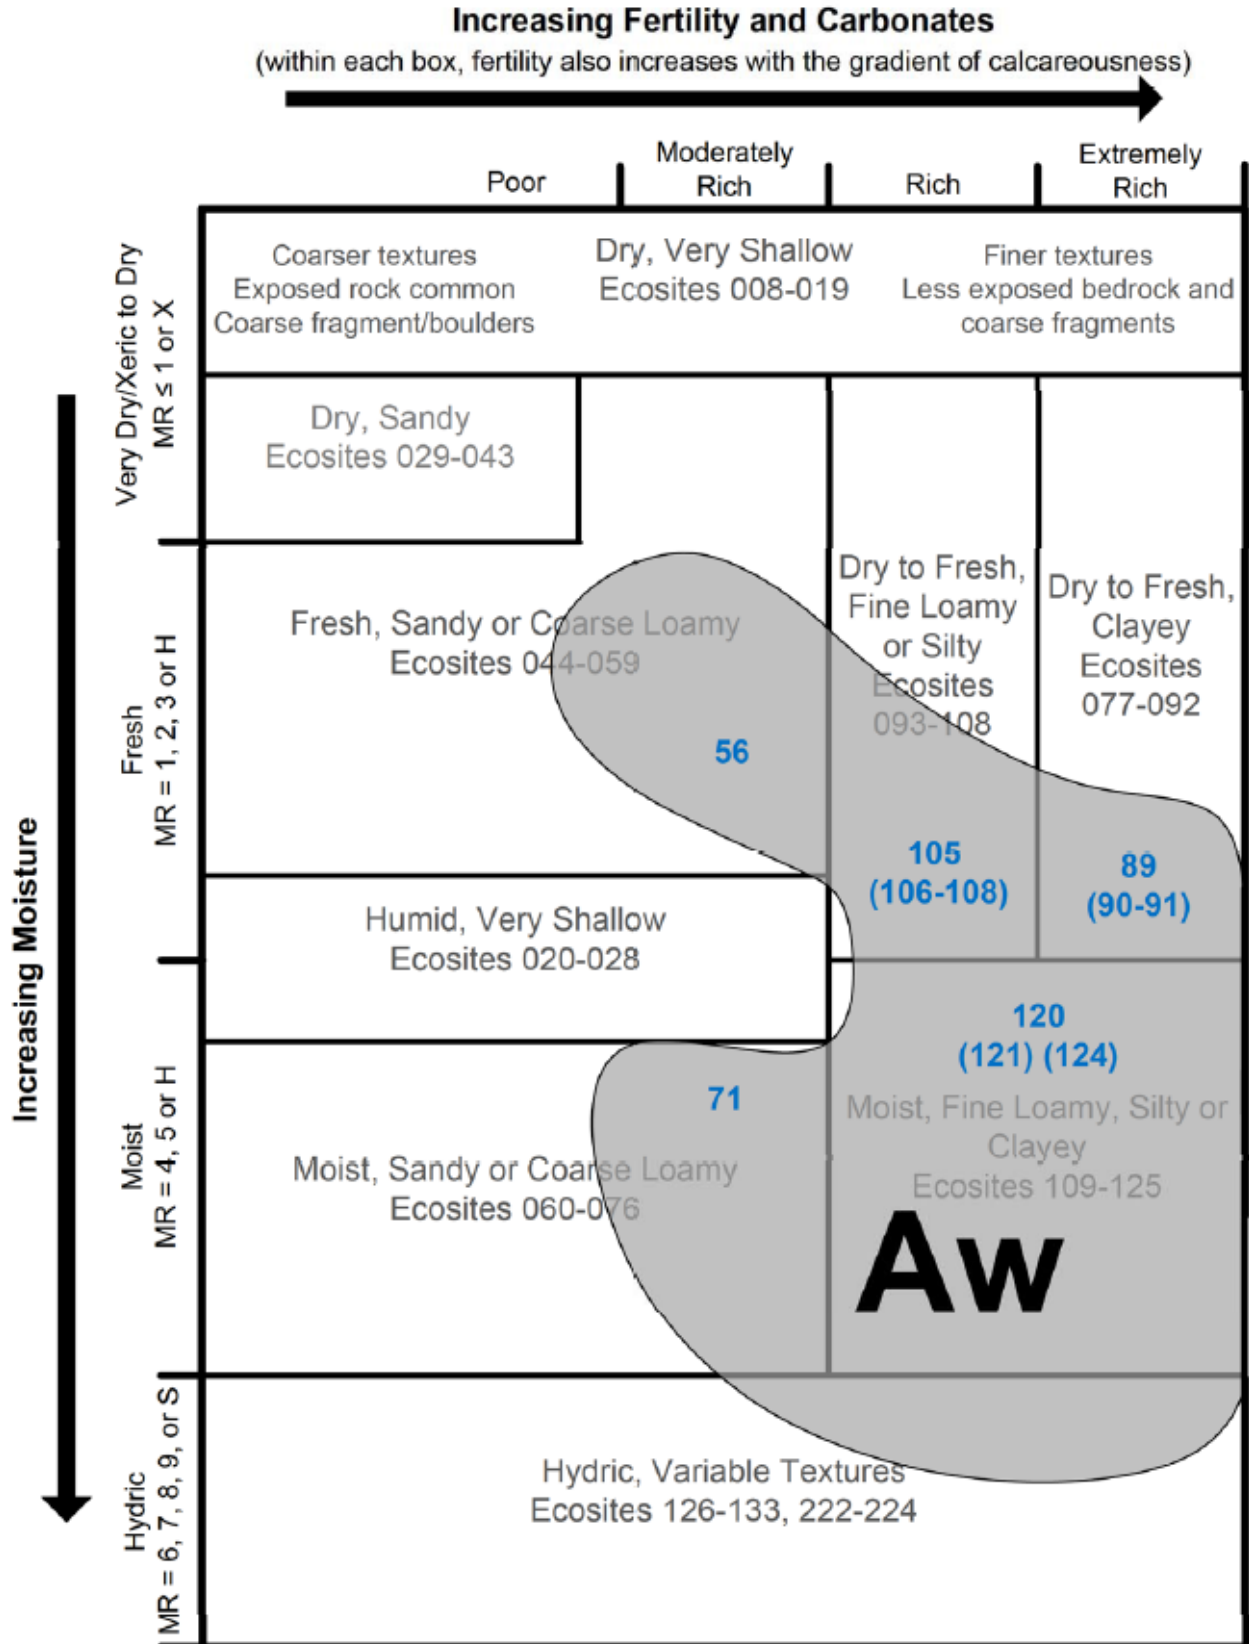 Increasing Fertility and Carbonates
(within each box, fertility also increases with the gradient of calcareousness)
Poor
Moderately
Rich
Rich
Extremely
Rich
Increasing Moisture
Very Dry/Xeric to Dry
MR ≤ 1 or X
Coarser textures
Exposed rock common
Coarse fragment/boulders
Dry, Very Shallow
Ecosites 008-019
Finer textures
Less exposed bedrock and
coarse fragments
Dry, Sandy
Ecosites 029-043
Fresh
MR = 1, 2, 3 or H
Fresh, Sandy or Coarse Loamy
Ecosites 044-059
56
Dry to Fresh,
Fine Loamy
or Silty
Ecosites
093-108
105
(106-108)
Dry to Fresh,
Clayey
Ecosites
077-092
89
(90-91)
Humid, Very Shallow
Ecosites 020-028
Moist
MR = 4, 5 or H
71
Moist, Sandy or Coarse Loamy
Ecosites 060-076
120
(121) (124)
Moist, Fine Loamy, Silty or
Clayey
Ecosites 109-125
Aw
Hydric
MR = 6, 7, 8, 9, or S
Hydric, Variable Textures
Ecosites 126-133, 222-224